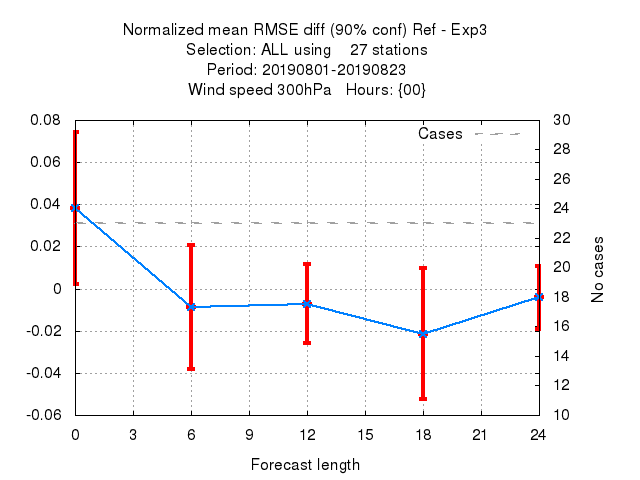 Normalized mean RMSE diff (90% conf) Ref - Exp3
Selection: ALL using    27 stations
Period: 20190801-20190823
Wind speed 300hPa   Hours: {00}
Cases
0.08
0.06
0.04
0.02
0
-0.02
-0.04
-0.06
30
28
26
24
22
20
18
16
14
12
10
No cases
0 3 6 9 12 15 18 21 24
Forecast length